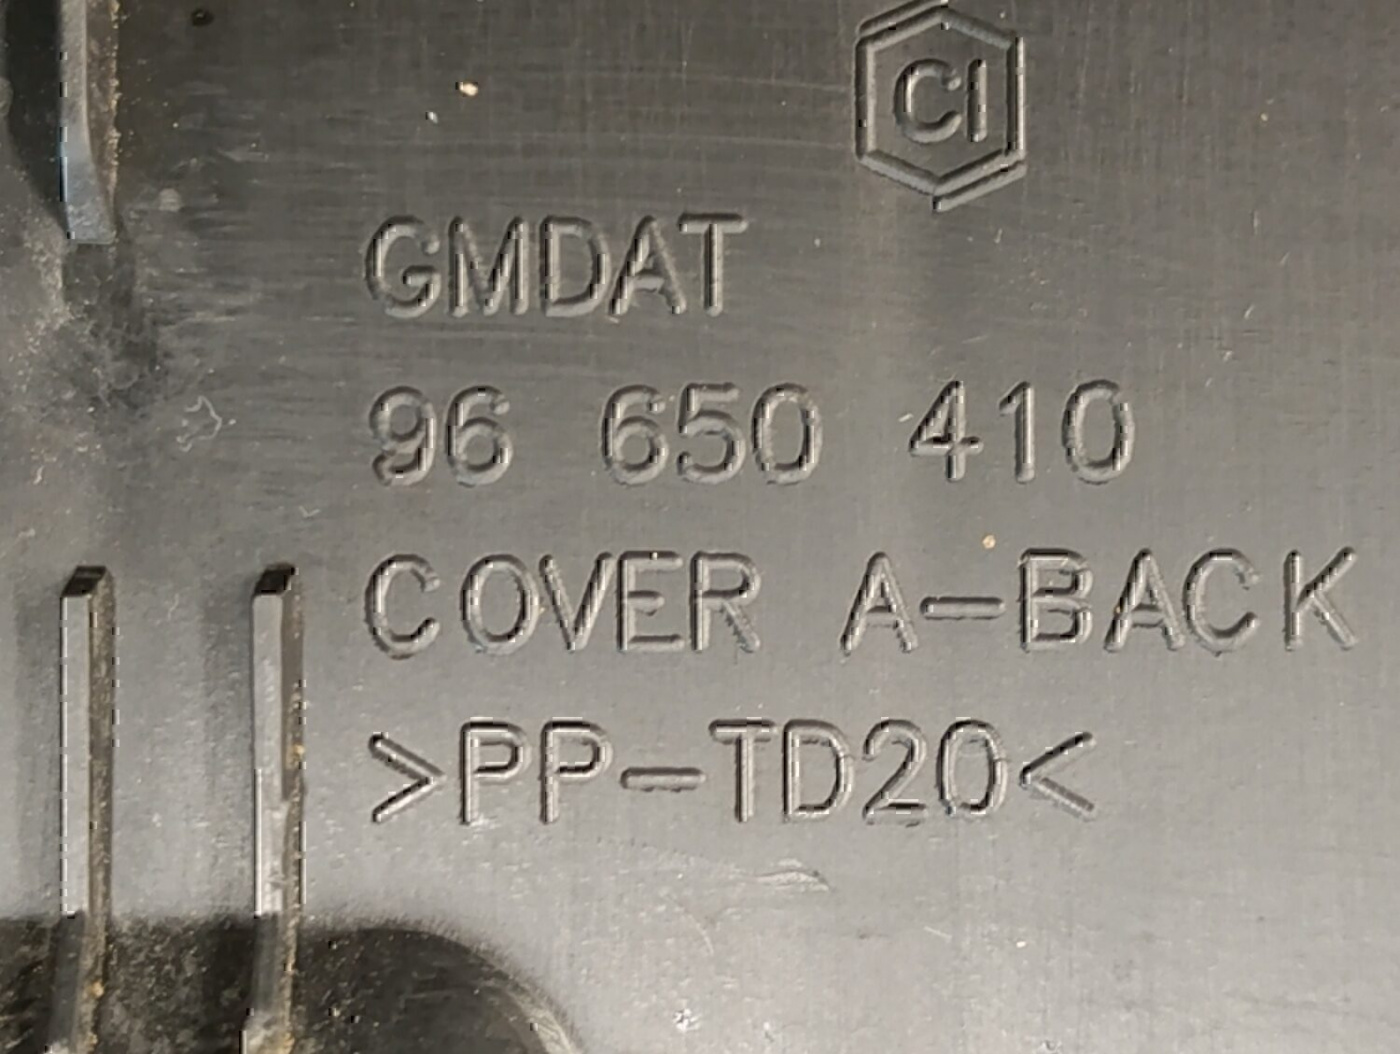 CI
GMDAT
96 650 410
COVER A-BACK
>PP-TD20<